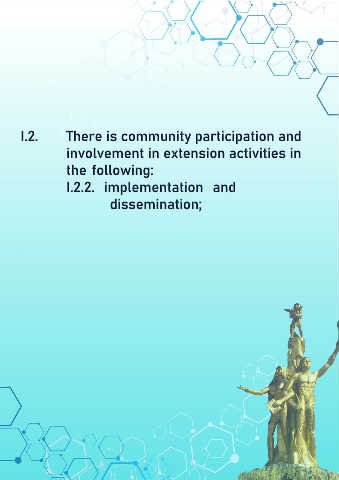 I.2. There is community participation and
involvement in extension activities in
the following:
I.2.2. implementation and
dissemination;